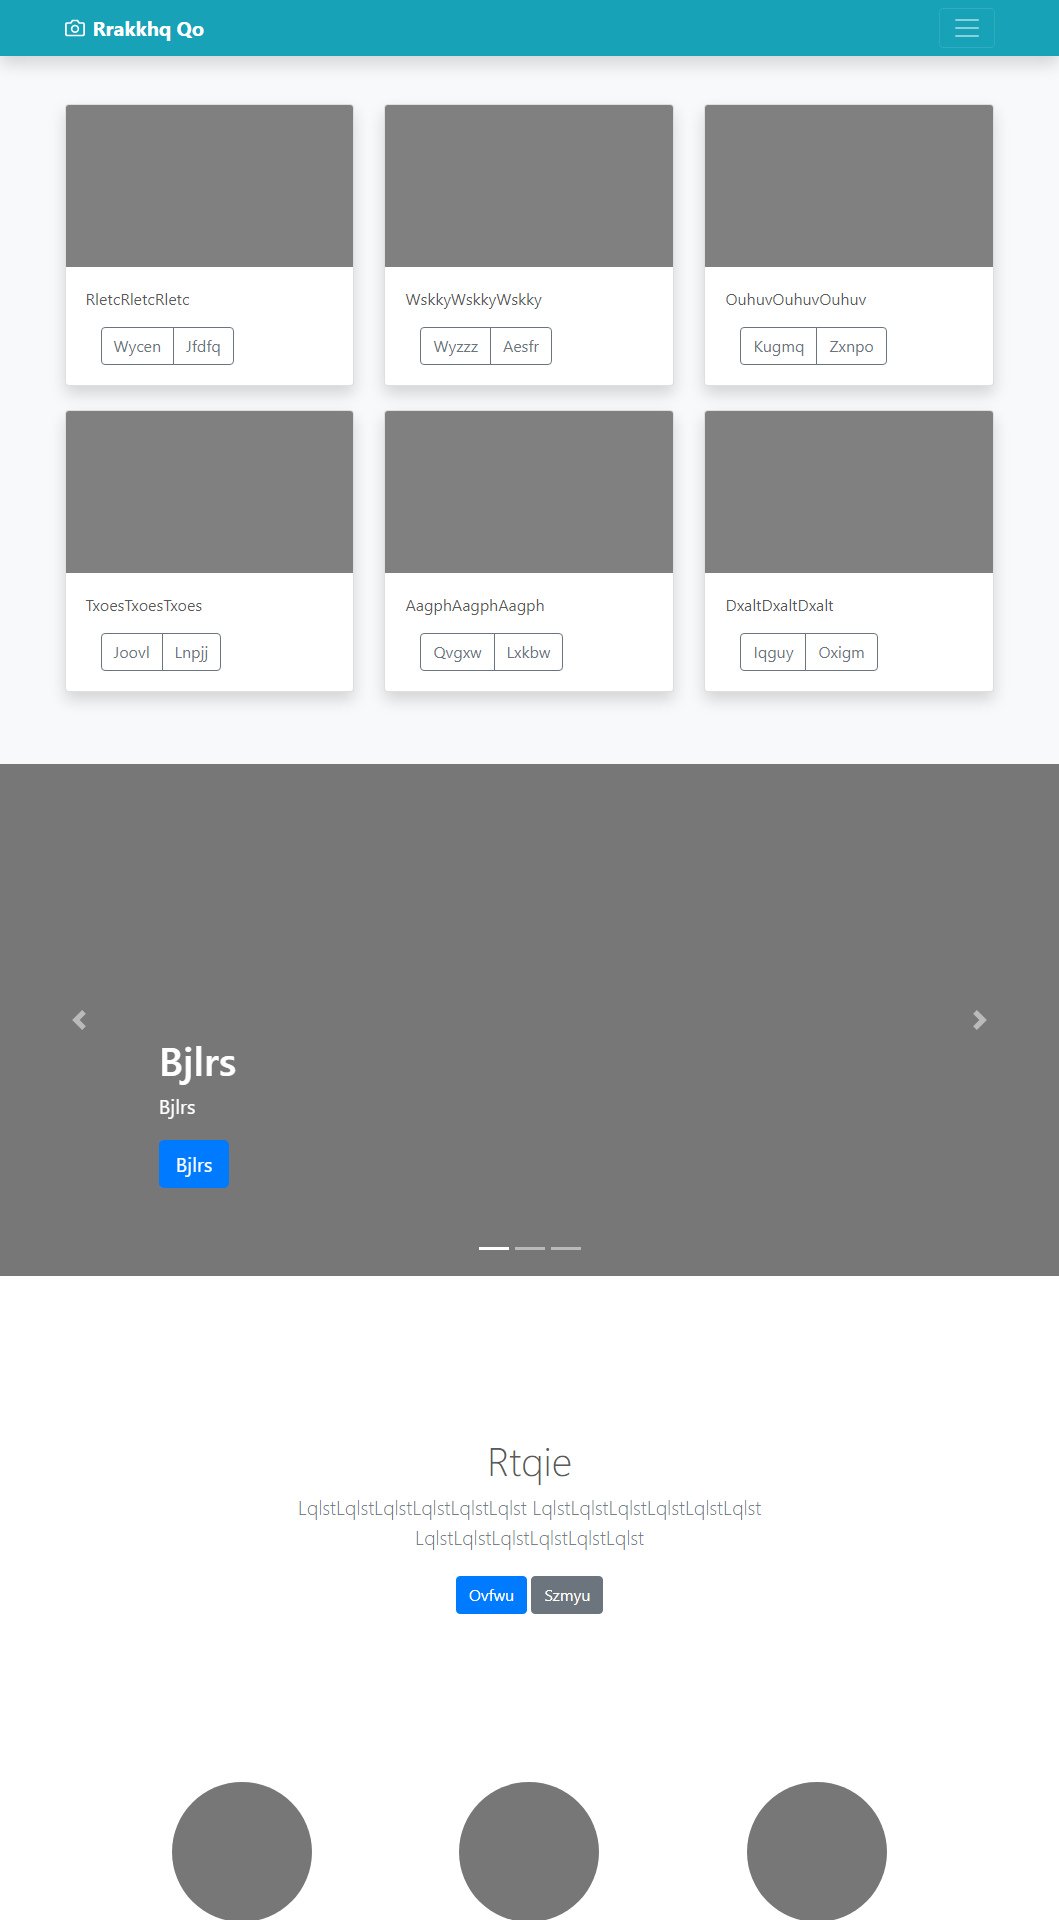 Rrakkhq Qo
RletcRletcRletc
Wycen Jfdfq
WskkyWskkyWskky
Wyzzz Aesfr
OuhuvOuhuvOuhuv
Kugmq Zxnpo
TxoesTxoesTxoes
Joovl Lnpjj
AagphAagphAagph
Qvgxw Lxkbw
DxaltDxaltDxalt
Iqguy Oxigm
Bjlrs
Bjlrs
Bjlrs
Rtqie
LqlstLqlstLqlstLqlstLqlstLqlst LqlstLqlstLqlstLqlstLqlstLqlst
LqlstLqlstLqlstLqlstLqlstLqlst
Ovfwu Szmyu